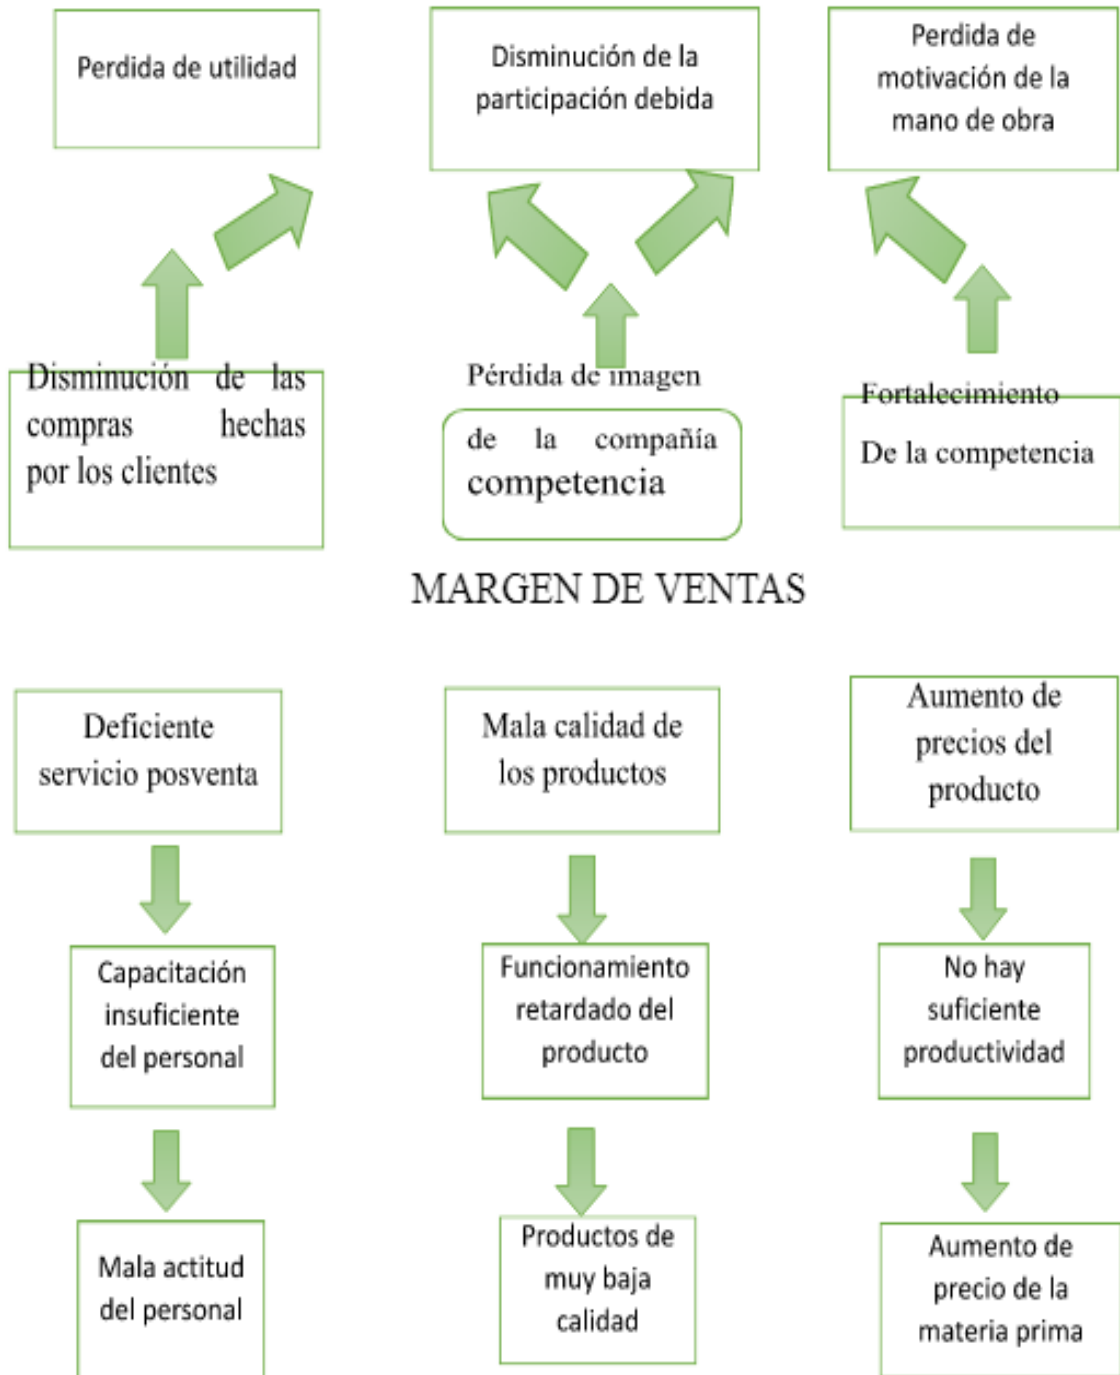 Perdida de utilidad
Disminución de la
participación debida
Perdida de
motivación de la
mano de obra
Disminución de las
compras hechas
por los clientes
Pérdida de imagen
de la compañía
competencia
Fortalecimiento
De la competencia
MARGEN DE VENTAS
Deficiente
servicio posventa
Mala calidad de
los productos
Aumento de
precios del
producto
Capacitación
insuficiente
del personal
Funcionamiento
retardado del
producto
No hay
suficiente
productividad
Mala actitud
del personal
Productos de
muy baja
calidad
Aumento de
precio de la
materia prima